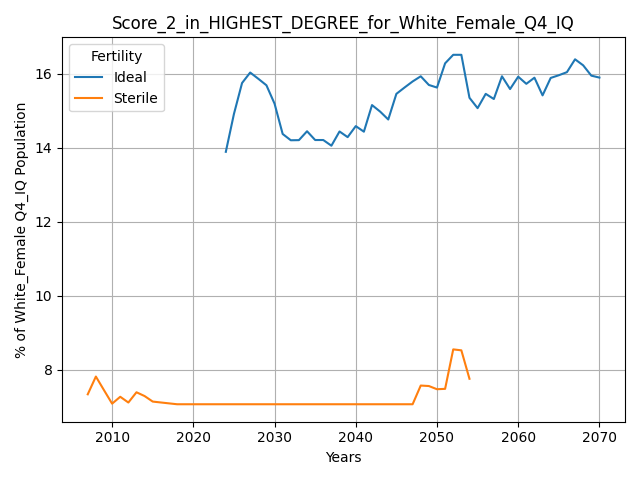 Score_2_in_HIGHEST_DEGREE_for_White_Female_Q4_IQ
Fertility
Ideal
Sterile
% of White_Female Q4_IQ Population
16
14
12
10
8
2010 2020 2030 2040 2050 2060 2070
Years